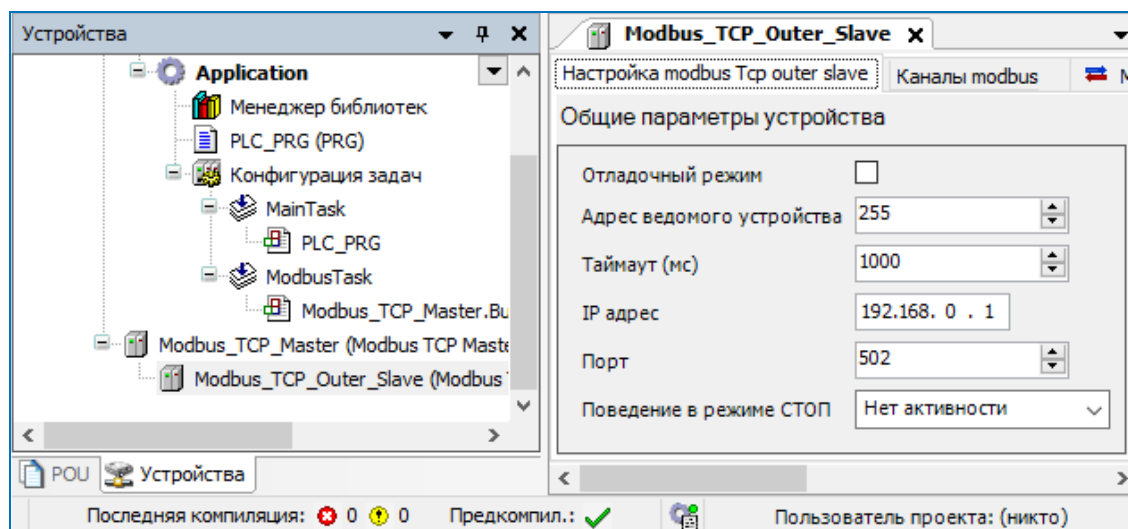 Устройства
Application
Менеджер библиотек
PLC_PRG (PRG)
Конфигурация задач
MainTask
PLC_PRG
ModbusTask
Modbus_TCP_Master.Bu
Modbus_TCP_Master (Modbus TCP Maste
Modbus_TCP_Outer_Slave (Modbus
POU Устройства
Modbus_TCP_Outer_Slave
Настройка modbus Tcp outer slave Каналы modbus
Общие параметры устройства
Отладочный режим
Адрес ведомого устройства 255
Таймаут (мс) 1000
IP адрес 192.168. 0 . 1
Порт 502
Поведение в режиме СТОП Нет активности
Последняя компиляция: 0 0 Предкомпил.: Пользователь проекта: (никто)